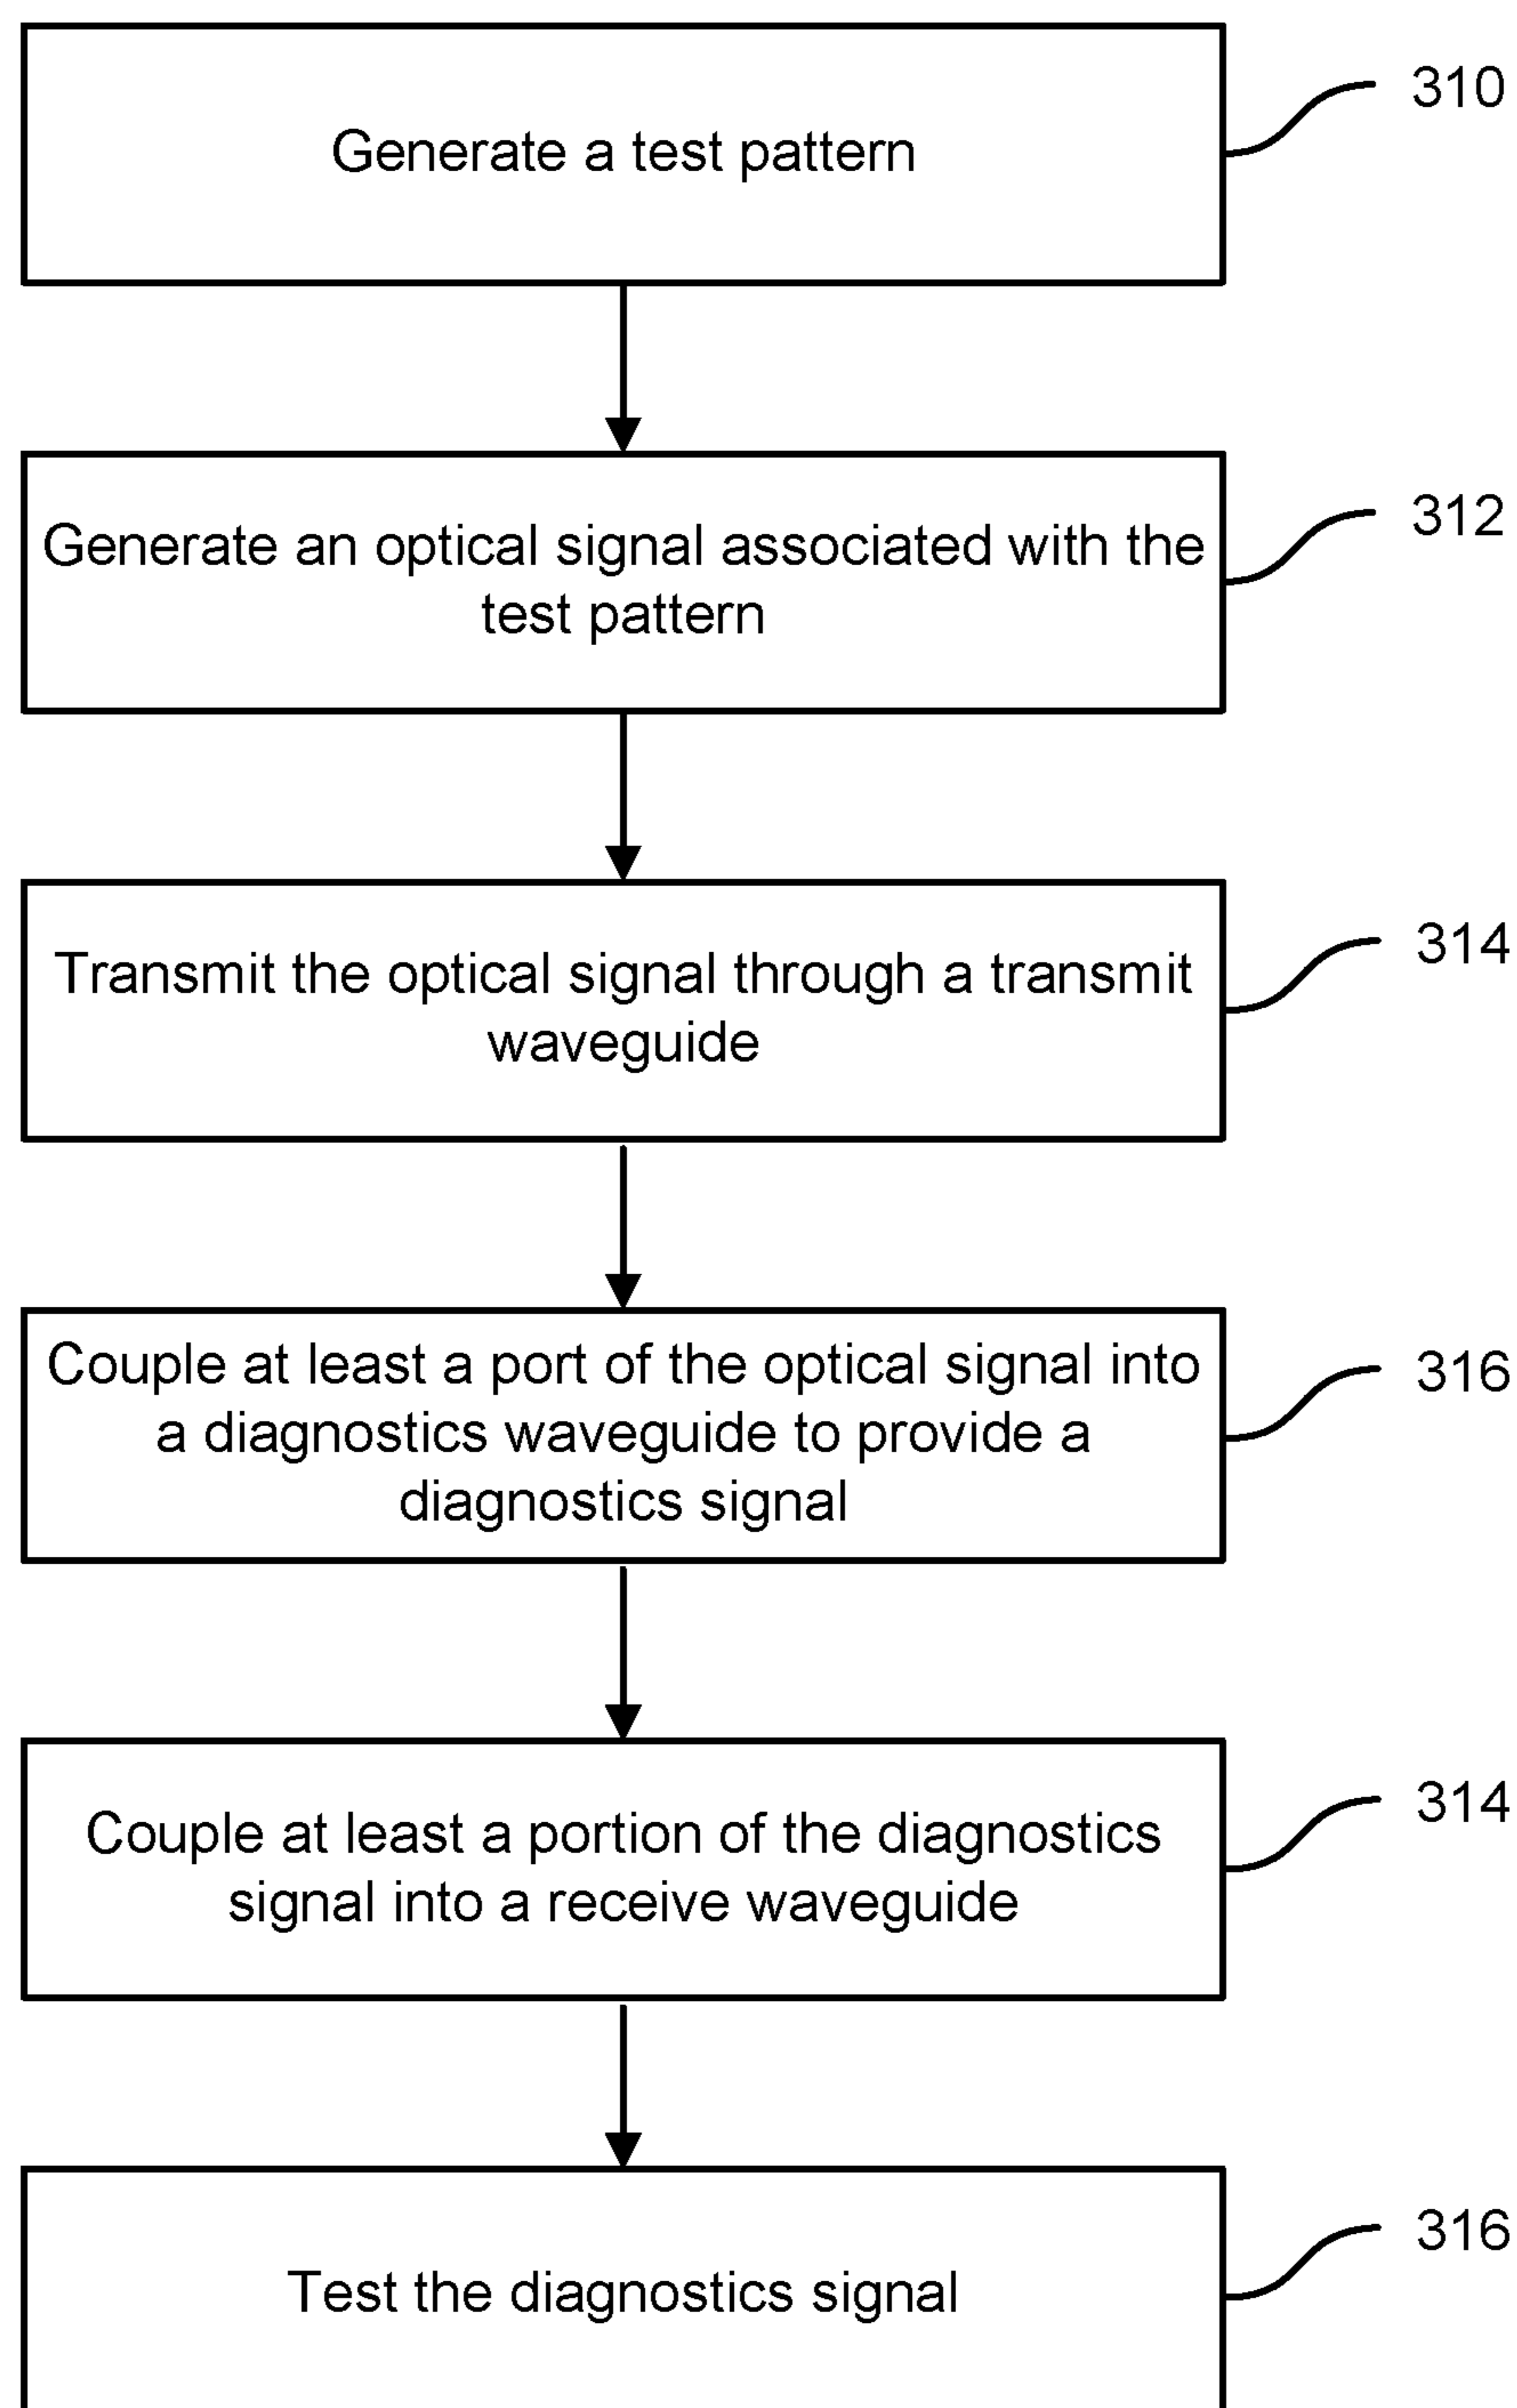 Generate a test pattern
310
Generate an optical signal associated with the
test pattern
312
Transmit the optical signal through a transmit
waveguide
314
Couple at least a port of the optical signal into
a diagnostics waveguide to provide a
diagnostics signal
316
Couple at least a portion of the diagnostics
signal into a receive waveguide
314
Test the diagnostics signal
316